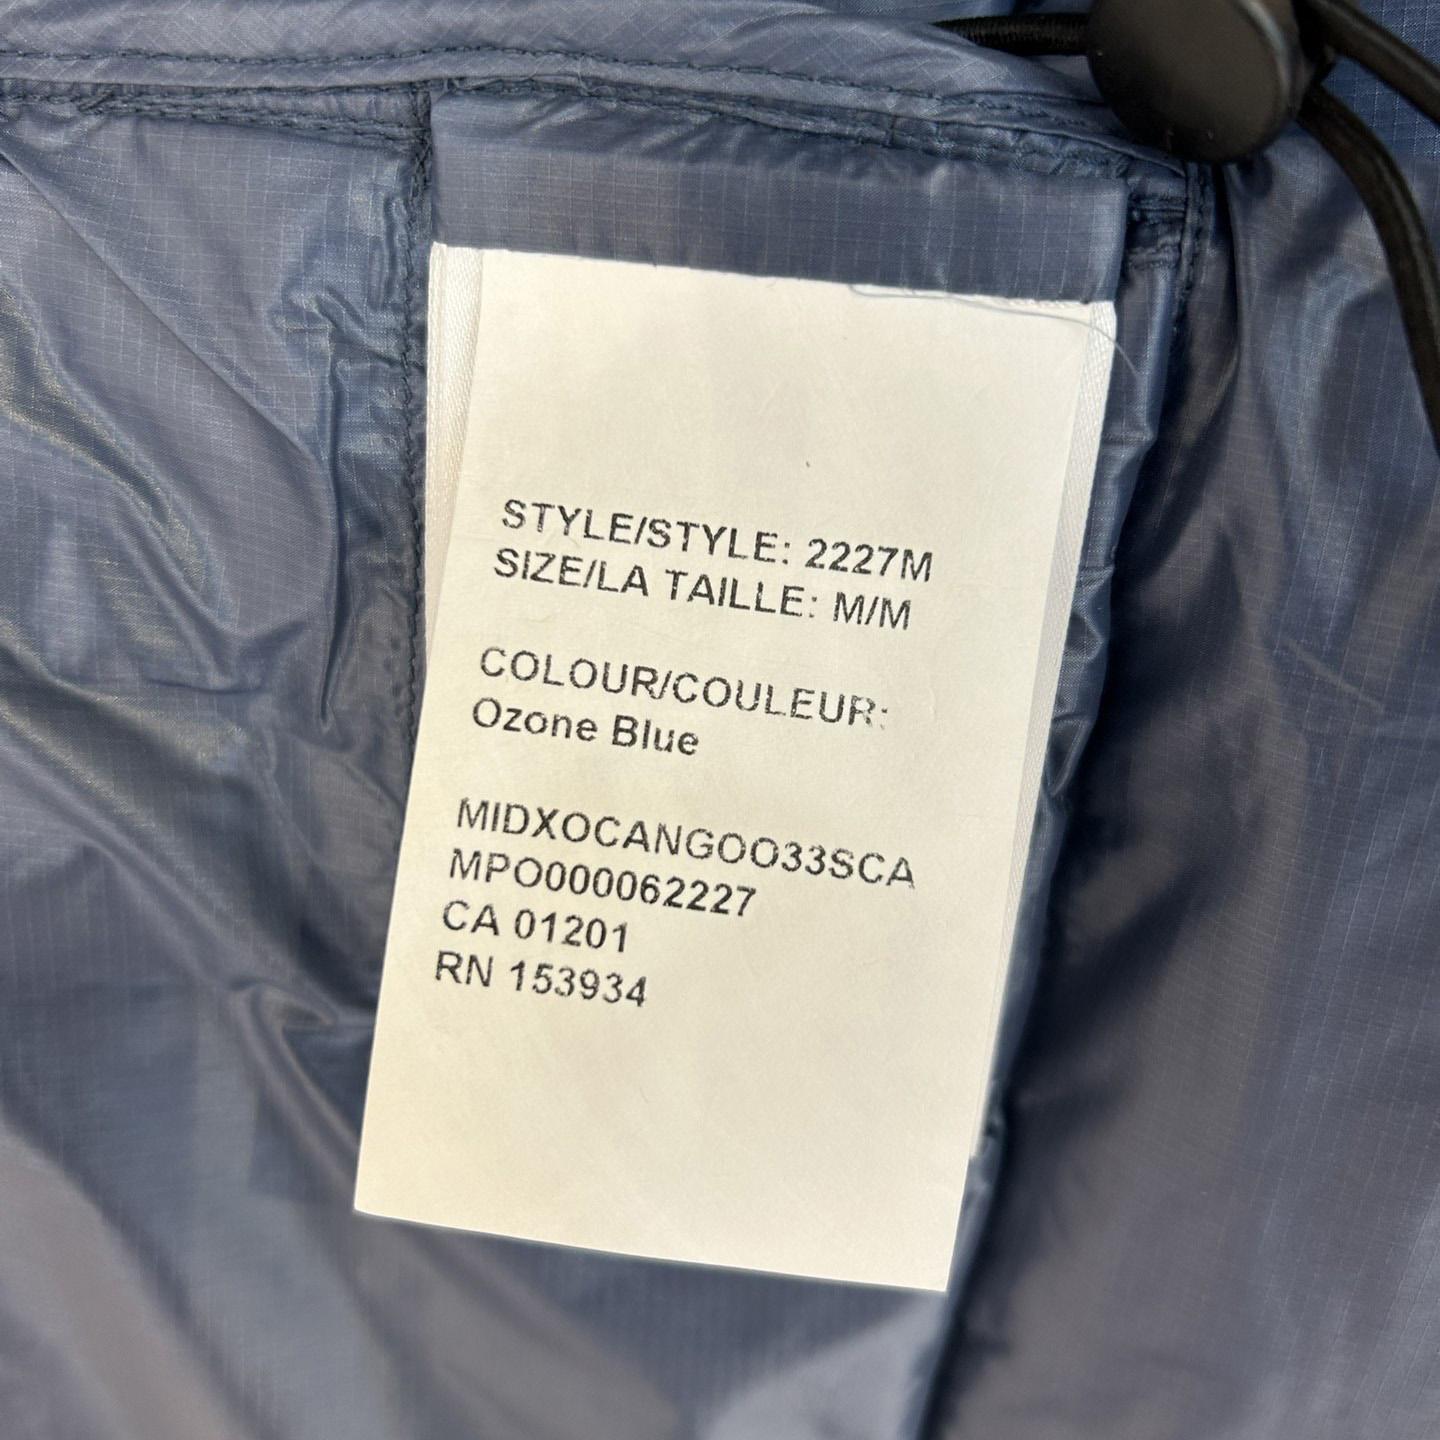 STYLE/STYLE: 2227M
SIZE/LA TAILLE: M/M
COLOUR/COULEUR:
Ozone Blue
MIDXOCANGOO33SCA
MPO000062227
CA 01201
RN 153934